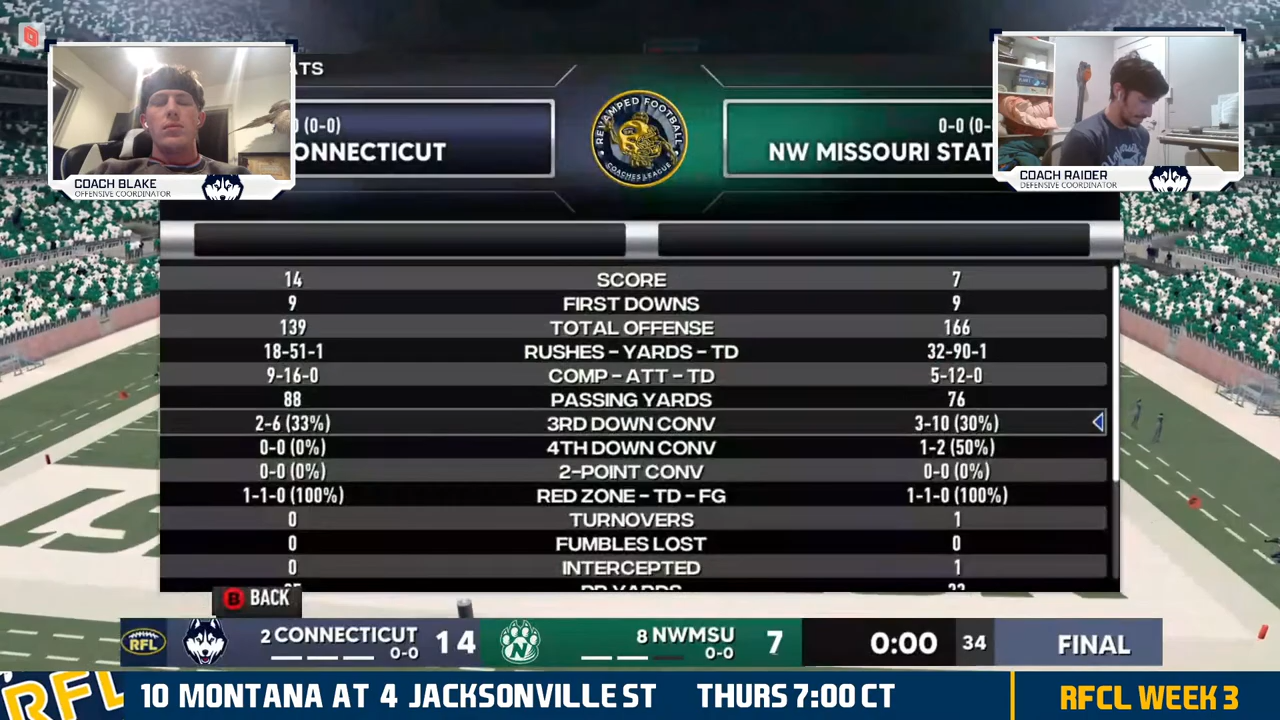 ATS
0 (0-0)
ONNECTICUT
REVAMPED FOOTBALL
COACHES LEAGUE
0-0 (0-
NW MISSOURI STAT
COACH BLAKE
OFFENSIVE COORDINATOR
COACH RAIDER
DEFENSIVE COORDINATOR
14 SCORE 7
9 FIRST DOWNS 9
139 TOTAL OFFENSE 166
18-51-1 RUSHES - YARDS - TD 32-90-1
9-16-0 COMP - ATT - TD 5-12-0
88 PASSING YARDS 76
2-6 (33%) 3RD DOWN CONV 3-10 (30%)
0-0 (0%) 4TH DOWN CONV 1-2 (50%)
0-0 (0%) 2-POINT CONV 0-0 (0%)
1-1-0 (100%) RED ZONE - TD - FG 1-1-0 (100%)
0 TURNOVERS 1
0 FUMBLES LOST 0
0 INTERCEPTED 1
PR YARDS
B BACK
RFL 2 CONNECTICUT 0-0 14 N 8 NWMSU 0-0 7 0:00 34 FINAL
RFL 10 MONTANA AT 4 JACKSONVILLE ST THURS 7:00 CT RFCL WEEK 3